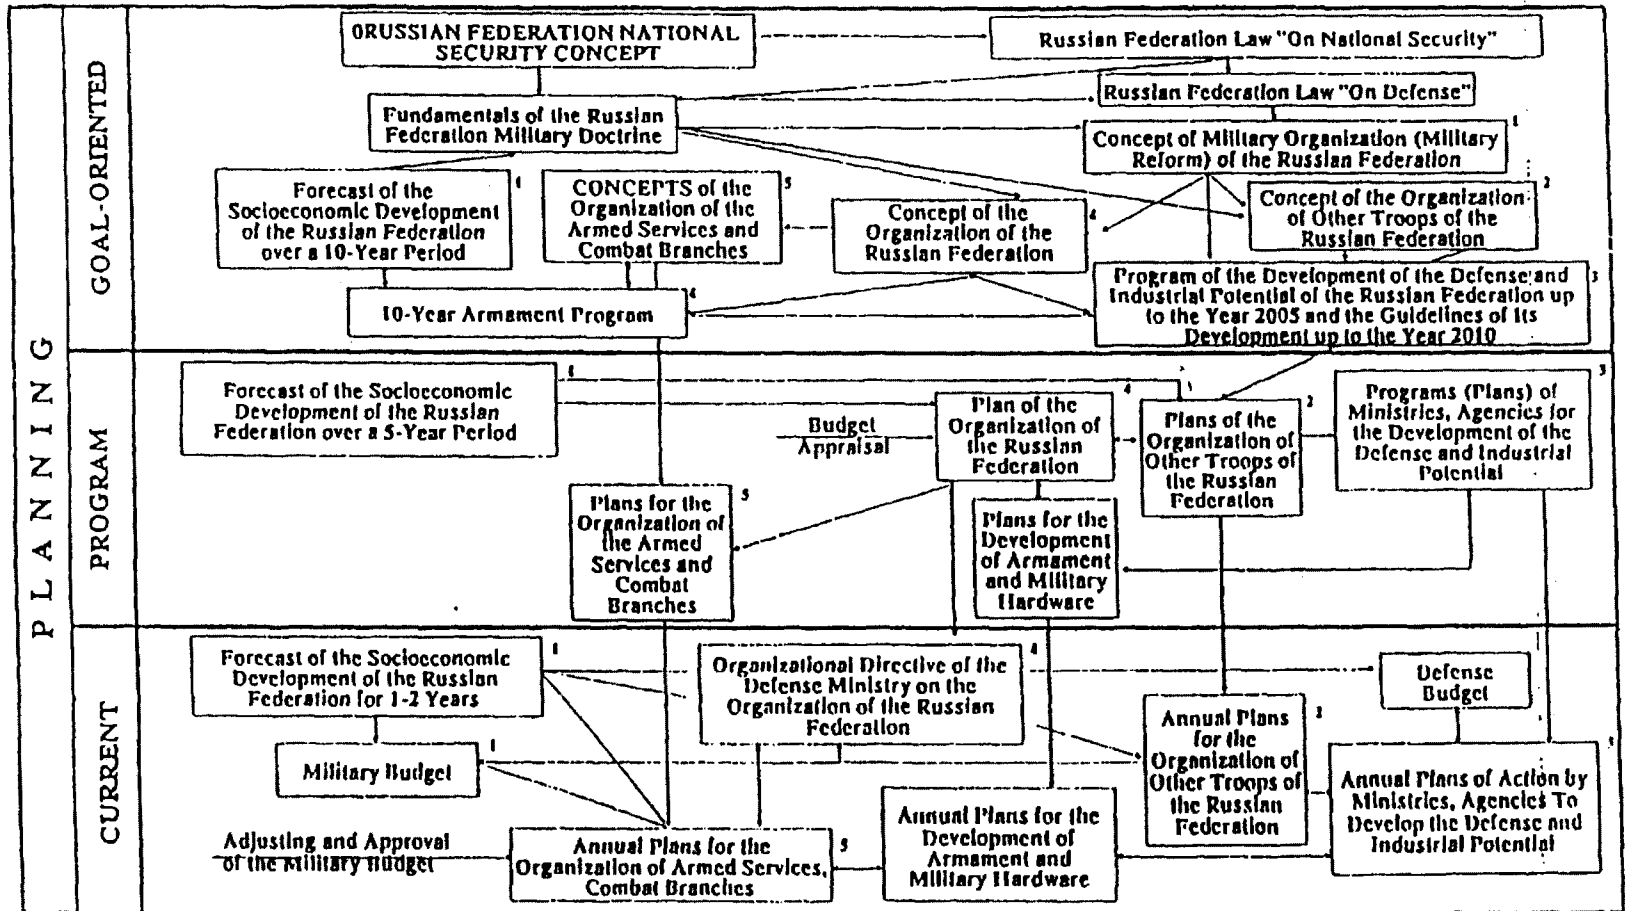 PLANNING
GOAL-ORIENTED
0RUSSIAN FEDERATION NATIONAL
SECURITY CONCEPT
Russian Federation Law "On National Security"
Fundamentals of the Russian
Federation Military Doctrine
Russian Federation Law "On Defense"
1
Concept of Military Organization (Military
Reform) of the Russian Federation
Forecast of the
Socioeconomic Development
of the Russian Federation
over a 10-Year Period
CONCEPTS of the
Organization of the
Armed Services and
Combat Branches
5
Concept of the
Organization of the
Russian Federation
4
Concept of the Organization
of Other Troops of the
Russian Federation
2
10-Year Armament Program
Program of the Development of the Defense and
Industrial Potential of the Russian Federation up
to the Year 2005 and the Guidelines of Its
Development up to the Year 2010
3
PROGRAM
Forecast of the Socioeconomic
Development of the Russian
Federation over a 5-Year Period
Budget
Appraisal
Plan of the
Organization of
the Russian
Federation
4
Plans of the
Organization of
Other Troops of
the Russian
Federation
2
Programs (Plans) of
Ministries, Agencies for
the Development of the
Defense and Industrial
Potential
3
Plans for the
Organization of
the Armed
Services and
Combat
Branches
5
Plans for the
Development
of Armament
and Military
Hardware
CURRENT
Forecast of the Socioeconomic
Development of the Russian
Federation for 1-2 Years
Organizational Directive of the
Defense Ministry on the
Organization of the Russian
Federation
4
Defense
Budget
Military Budget
Annual Plans
for the
Organization of
Other Troops of
the Russian
Federation
Annual Plans of Action by
Ministries, Agencies To
Develop the Defense and
Industrial Potential
Adjusting and Approval
of the Military Budget
Annual Plans for the
Organization of Armed Services,
Combat Branches
5
Annual Plans for the
Development of
Armament and
Military Hardware